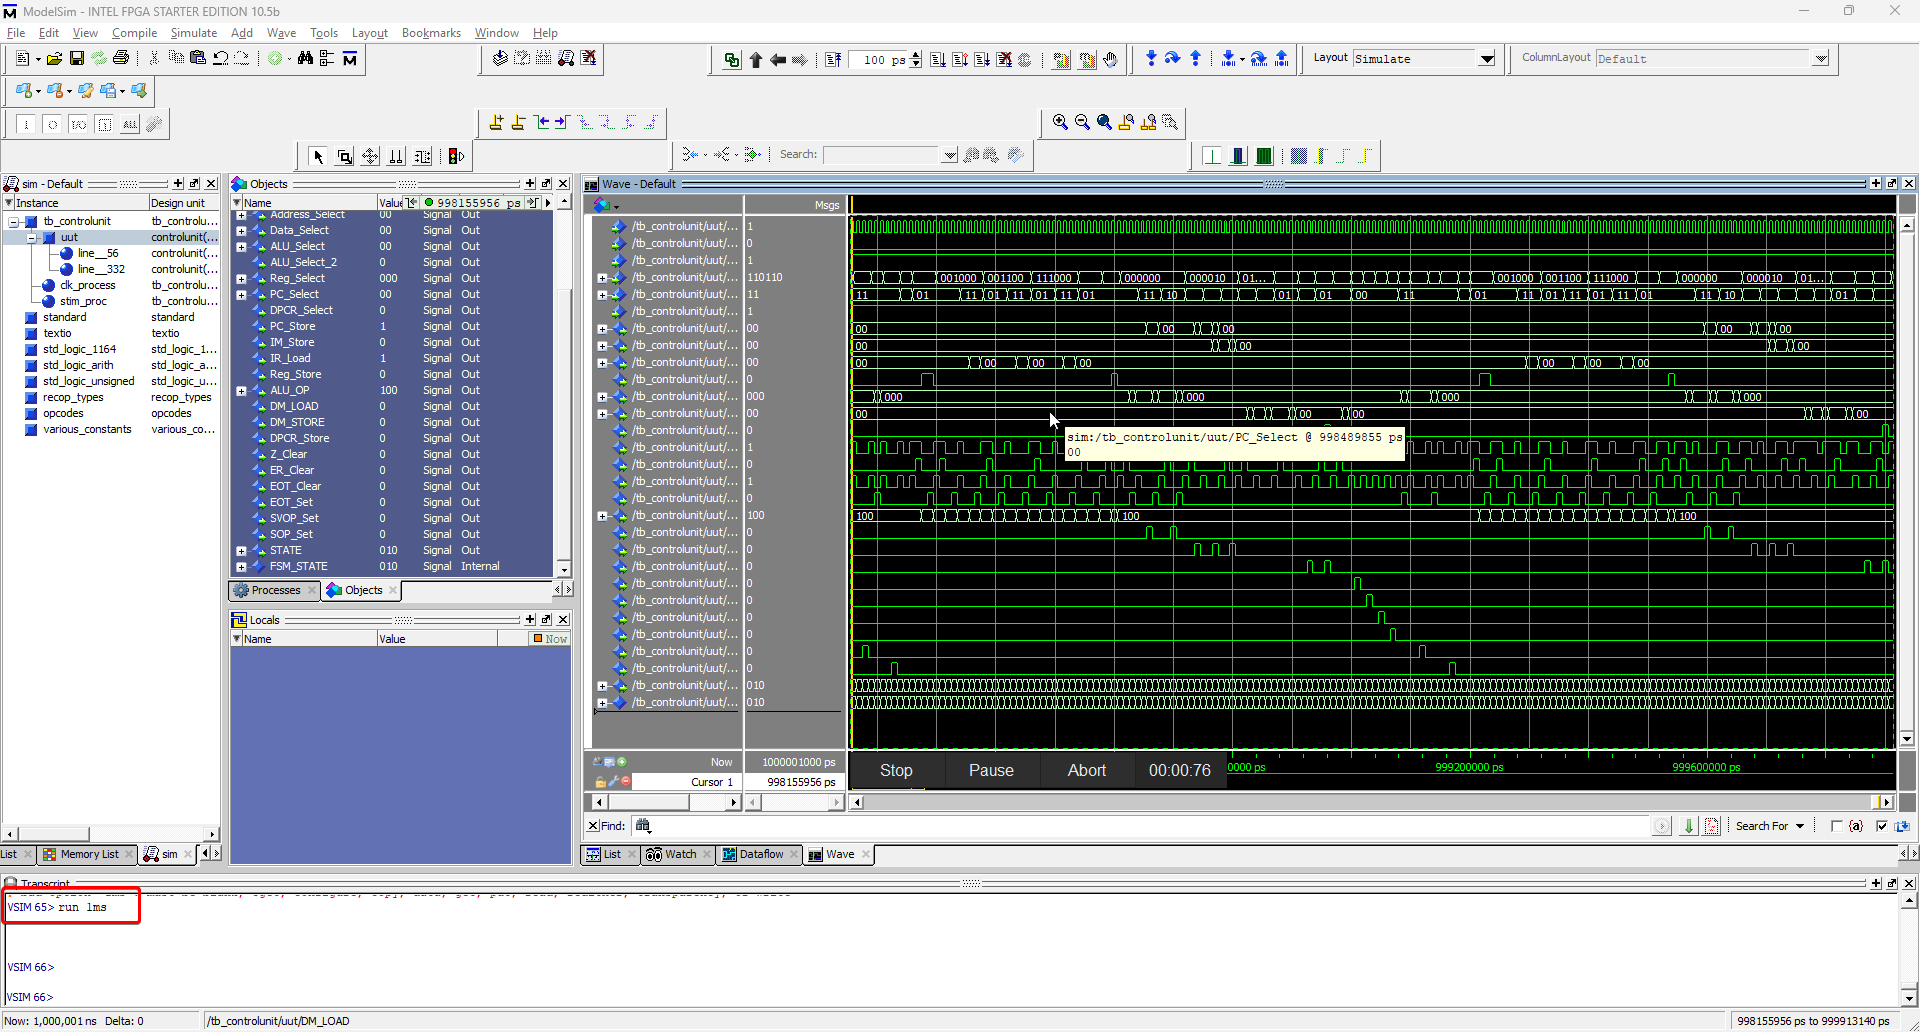 ModelSim - INTEL FPGA STARTER EDITION 10.5b
File Edit View Compile Simulate Add Wave Tools Layout Bookmarks Window Help
100 ps
Layout Simulate
ColumnLayout Default
ALL
Search:
sim - Default
Instance Design unit
tb_controlunit tb_controlu...
uut controlunit(...
line__56 controlunit(...
line__332 controlunit(...
clk_process tb_controlu...
stim_proc tb_controlu...
standard standard
textio textio
std_logic_1164 std_logic_1...
std_logic_arith std_logic_a...
std_logic_unsigned std_logic_u...
recop_types recop_types
opcodes opcodes
various_constants various_co...
List Memory List sim
Objects
Name Value 998155956 ps
Address_Select 00 Signal Out
Data_Select 00 Signal Out
ALU_Select 00 Signal Out
ALU_Select_2 0 Signal Out
Reg_Select 000 Signal Out
PC_Select 00 Signal Out
DPCR_Select 0 Signal Out
PC_Store 1 Signal Out
IM_Store 0 Signal Out
IR_Load 1 Signal Out
Reg_Store 0 Signal Out
ALU_OP 100 Signal Out
DM_LOAD 0 Signal Out
DM_STORE 0 Signal Out
DPCR_Store 0 Signal Out
Z_Clear 0 Signal Out
ER_Clear 0 Signal Out
EOT_Clear 0 Signal Out
EOT_Set 0 Signal Out
SVOP_Set 0 Signal Out
SOP_Set 0 Signal Out
STATE 010 Signal Out
FSM_STATE 010 Signal Internal
Processes Objects
Locals
Name Value Now
Wave - Default
Msgs
/tb_controlunit/uut/... 1
/tb_controlunit/uut/... 0
/tb_controlunit/uut/... 1
/tb_controlunit/uut/... 110110 001000 001100 111000 000000 000010 01... 001000 001100 111000 000000 000010 01...
/tb_controlunit/uut/... 11 11 01 11 01 11 01 11 01 11 10 01 01 00 11 01 11 01 11 01 11 01 11 10 01
/tb_controlunit/uut/... 1
/tb_controlunit/uut/... 00 00 00 00 00 00
/tb_controlunit/uut/... 00 00 00 00
/tb_controlunit/uut/... 00 00 00 00 00 00 00 00
/tb_controlunit/uut/... 0
/tb_controlunit/uut/... 000 000 000 000 000
/tb_controlunit/uut/... 00 00 00 00 00
/tb_controlunit/uut/... 0
sim:/tb_controlunit/uut/PC_Select @ 998489855 ps
00
/tb_controlunit/uut/... 1
/tb_controlunit/uut/... 0
/tb_controlunit/uut/... 1
/tb_controlunit/uut/... 0
/tb_controlunit/uut/... 100 100 100 100
/tb_controlunit/uut/... 0
/tb_controlunit/uut/... 0
/tb_controlunit/uut/... 0
/tb_controlunit/uut/... 0
/tb_controlunit/uut/... 0
/tb_controlunit/uut/... 0
/tb_controlunit/uut/... 0
/tb_controlunit/uut/... 0
/tb_controlunit/uut/... 0
/tb_controlunit/uut/... 010
/tb_controlunit/uut/... 010
Now 1000001000 ps
Cursor 1 998155956 ps
Stop Pause Abort 00:00:76
0000 ps 999200000 ps 999600000 ps
Find: Search For {a}
List Watch Dataflow Wave
Transcript
VSIM 65> run 1ms
VSIM 66>
VSIM 66>
Now: 1,000,001 ns Delta: 0 /tb_controlunit/uut/DM_LOAD 998155956 ps to 999913140 ps